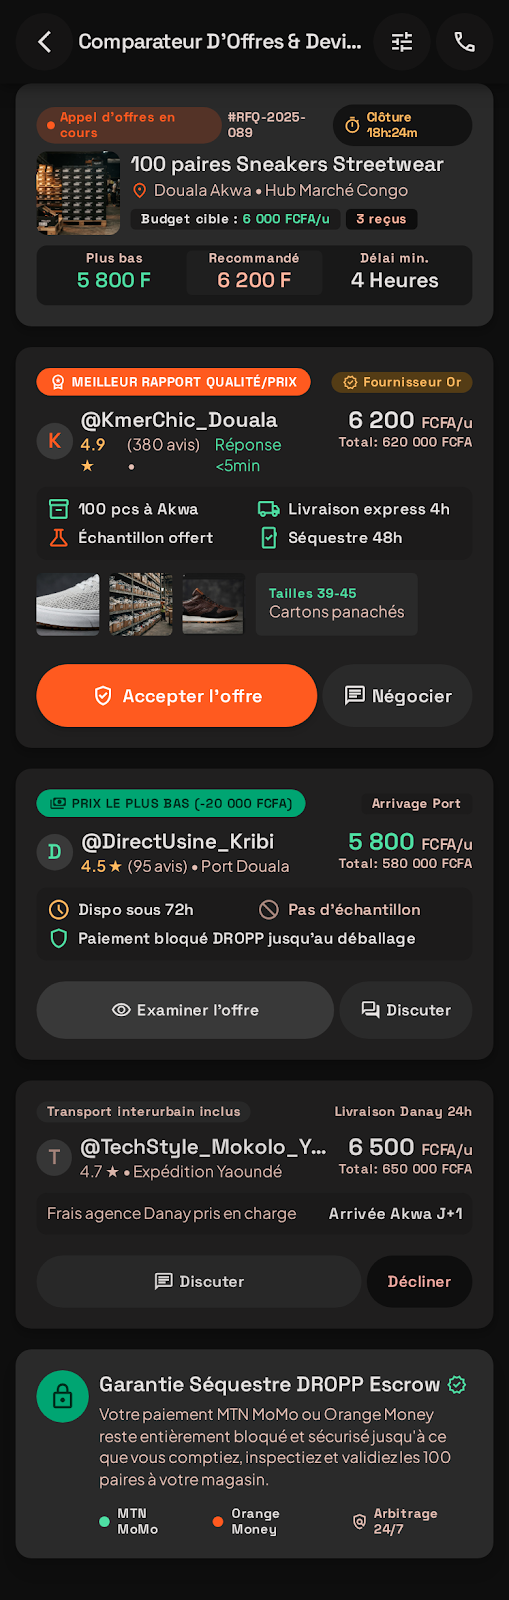 Comparateur D'Offres & Devi...
Appel d'offres en
cours
#RFQ-2025-
089
Clôture
18h:24m
100 paires Sneakers Streetwear
Douala Akwa • Hub Marché Congo
Budget cible : 6 000 FCFA/u
3 reçus
Plus bas
5 800 F
Recommandé
6 200 F
Délai min.
4 Heures
MEILLEUR RAPPORT QUALITÉ/PRIX
Fournisseur Or
K
@KmerChic_Douala
4.9
★
(380 avis)
•
Réponse
<5min
6 200 FCFA/u
Total: 620 000 FCFA
100 pcs à Akwa
Livraison express 4h
Échantillon offert
Séquestre 48h
Tailles 39-45
Cartons panachés
Accepter l'offre
Négocier
PRIX LE PLUS BAS (-20 000 FCFA)
Arrivage Port
D
@DirectUsine_Kribi
4.5 ★ (95 avis) • Port Douala
5 800 FCFA/u
Total: 580 000 FCFA
Dispo sous 72h
Pas d'échantillon
Paiement bloqué DROPP jusqu'au déballage
Examiner l'offre
Discuter
Transport interurbain inclus
Livraison Danay 24h
T
@TechStyle_Mokolo_Y...
4.7 ★ • Expédition Yaoundé
6 500 FCFA/u
Total: 650 000 FCFA
Frais agence Danay pris en charge
Arrivée Akwa J+1
Discuter
Décliner
Garantie Séquestre DROPP Escrow
Votre paiement MTN MoMo ou Orange Money
reste entièrement bloqué et sécurisé jusqu'à ce
que vous comptiez, inspectiez et validiez les 100
paires à votre magasin.
MTN
MoMo
Orange
Money
Arbitrage
24/7